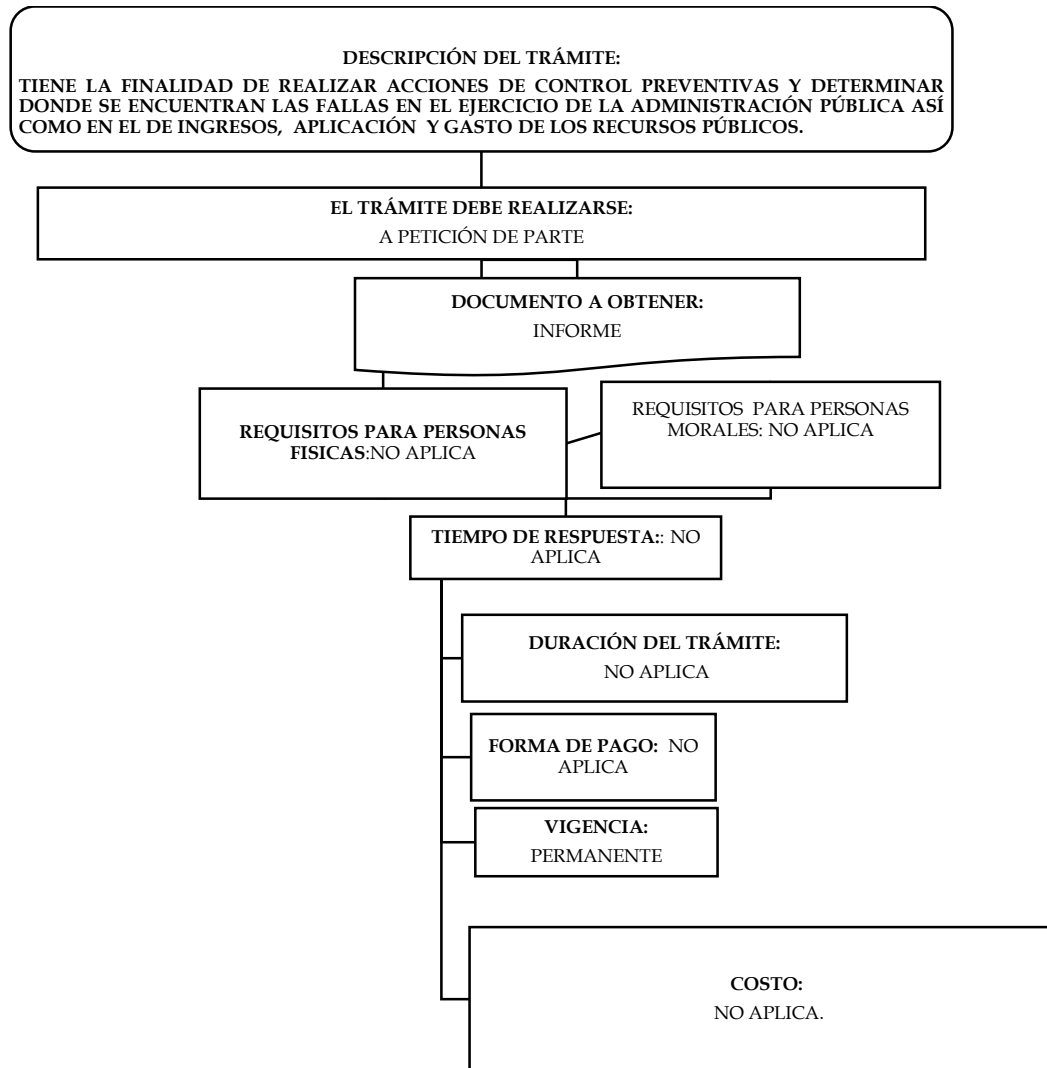 DESCRIPCIÓN DEL TRÁMITE:
TIENE LA FINALIDAD DE REALIZAR ACCIONES DE CONTROL PREVENTIVAS Y DETERMINAR
DONDE SE ENCUENTRAN LAS FALLAS EN EL EJERCICIO DE LA ADMINISTRACIÓN PÚBLICA ASÍ
COMO EN EL DE INGRESOS, APLICACIÓN Y GASTO DE LOS RECURSOS PÚBLICOS.
EL TRÁMITE DEBE REALIZARSE:
A PETICIÓN DE PARTE
DOCUMENTO A OBTENER:
INFORME
REQUISITOS PARA PERSONAS
FISICAS:NO APLICA
REQUISITOS PARA PERSONAS
MORALES: NO APLICA
TIEMPO DE RESPUESTA:: NO
APLICA
DURACIÓN DEL TRÁMITE:
NO APLICA
FORMA DE PAGO: NO
APLICA
VIGENCIA:
PERMANENTE
COSTO:
NO APLICA.